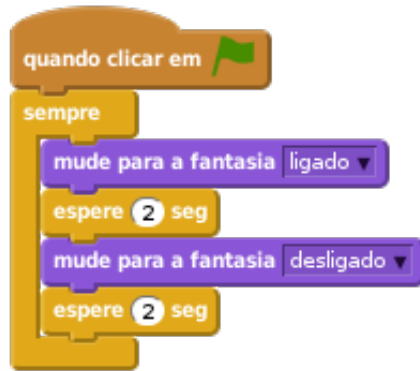 quando clicar em
sempre
mude para a fantasia ligado
espere 2 seg
mude para a fantasia desligado
espere 2 seg